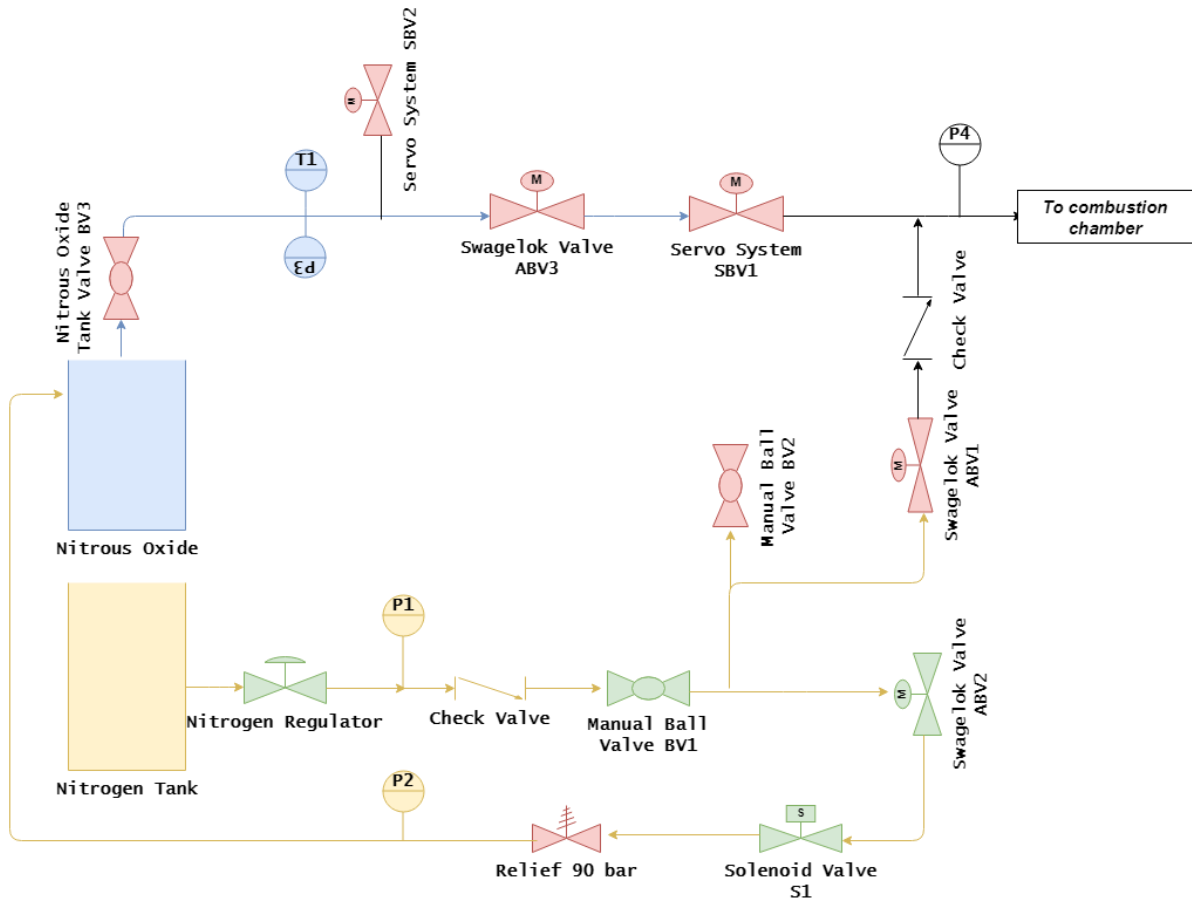 Servo System SBV2
M
T1
P3
P4
M
M
To combustion
chamber
Swagelok Valve
ABV3
Servo System
SBV1
Nitrous Oxide
Tank Valve BV3
Check Valve
Nitrous Oxide
Manual Ball
Valve BV2
M
Swagelok Valve
ABV1
P1
Nitrogen Regulator
Check Valve
Manual Ball
Valve BV1
M
Swagelok Valve
ABV2
Nitrogen Tank
P2
S
Relief 90 bar
Solenoid Valve
S1